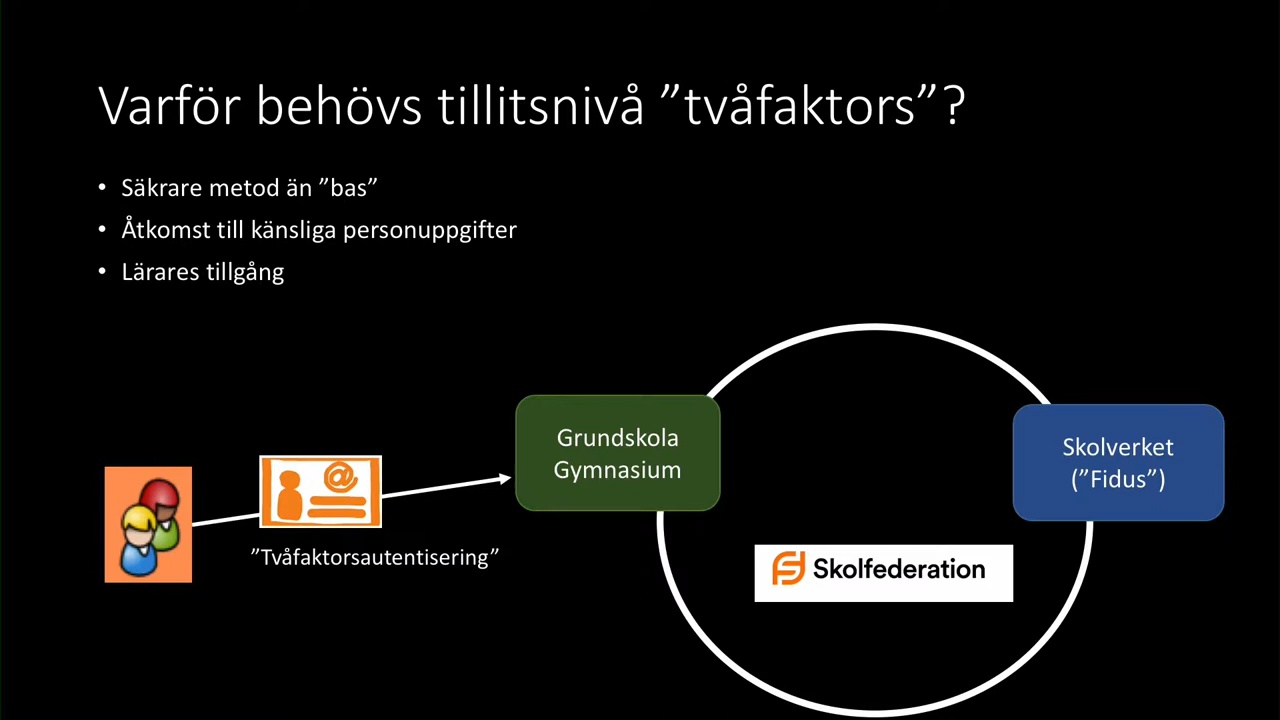 Varför behövs tillitsnivå ”tvåfaktors”?
• Säkrare metod än ”bas”
• Åtkomst till känsliga personuppgifter
• Lärares tillgång
Grundskola
Gymnasium
Skolverket
(”Fidus”)
@
”Tvåfaktorsautentisering”
Skolfederation